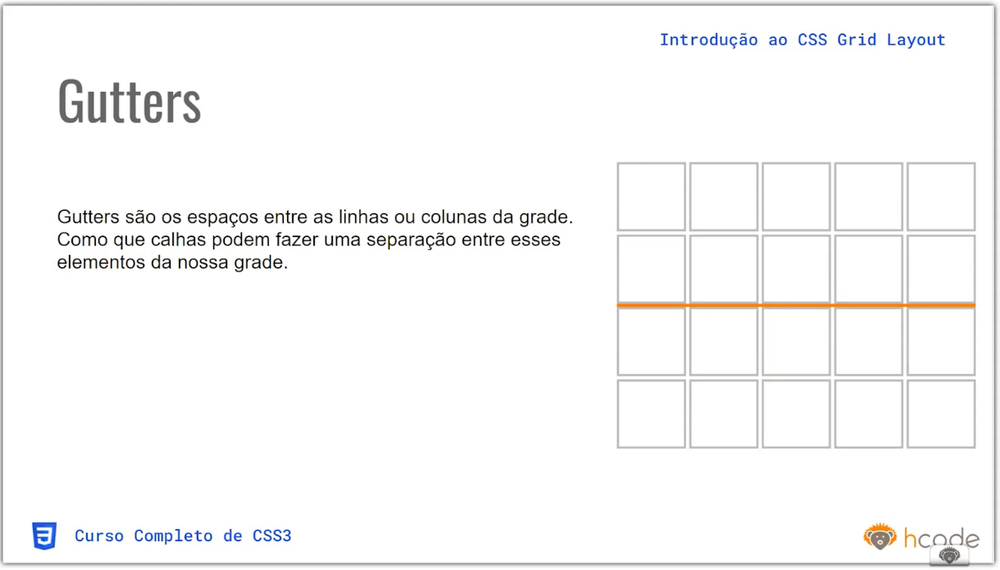 Introdução ao CSS Grid Layout
Gutters
Gutters são os espaços entre as linhas ou colunas da grade.
Como que calhas podem fazer uma separação entre esses
elementos da nossa grade.
Curso Completo de CSS3
hcode